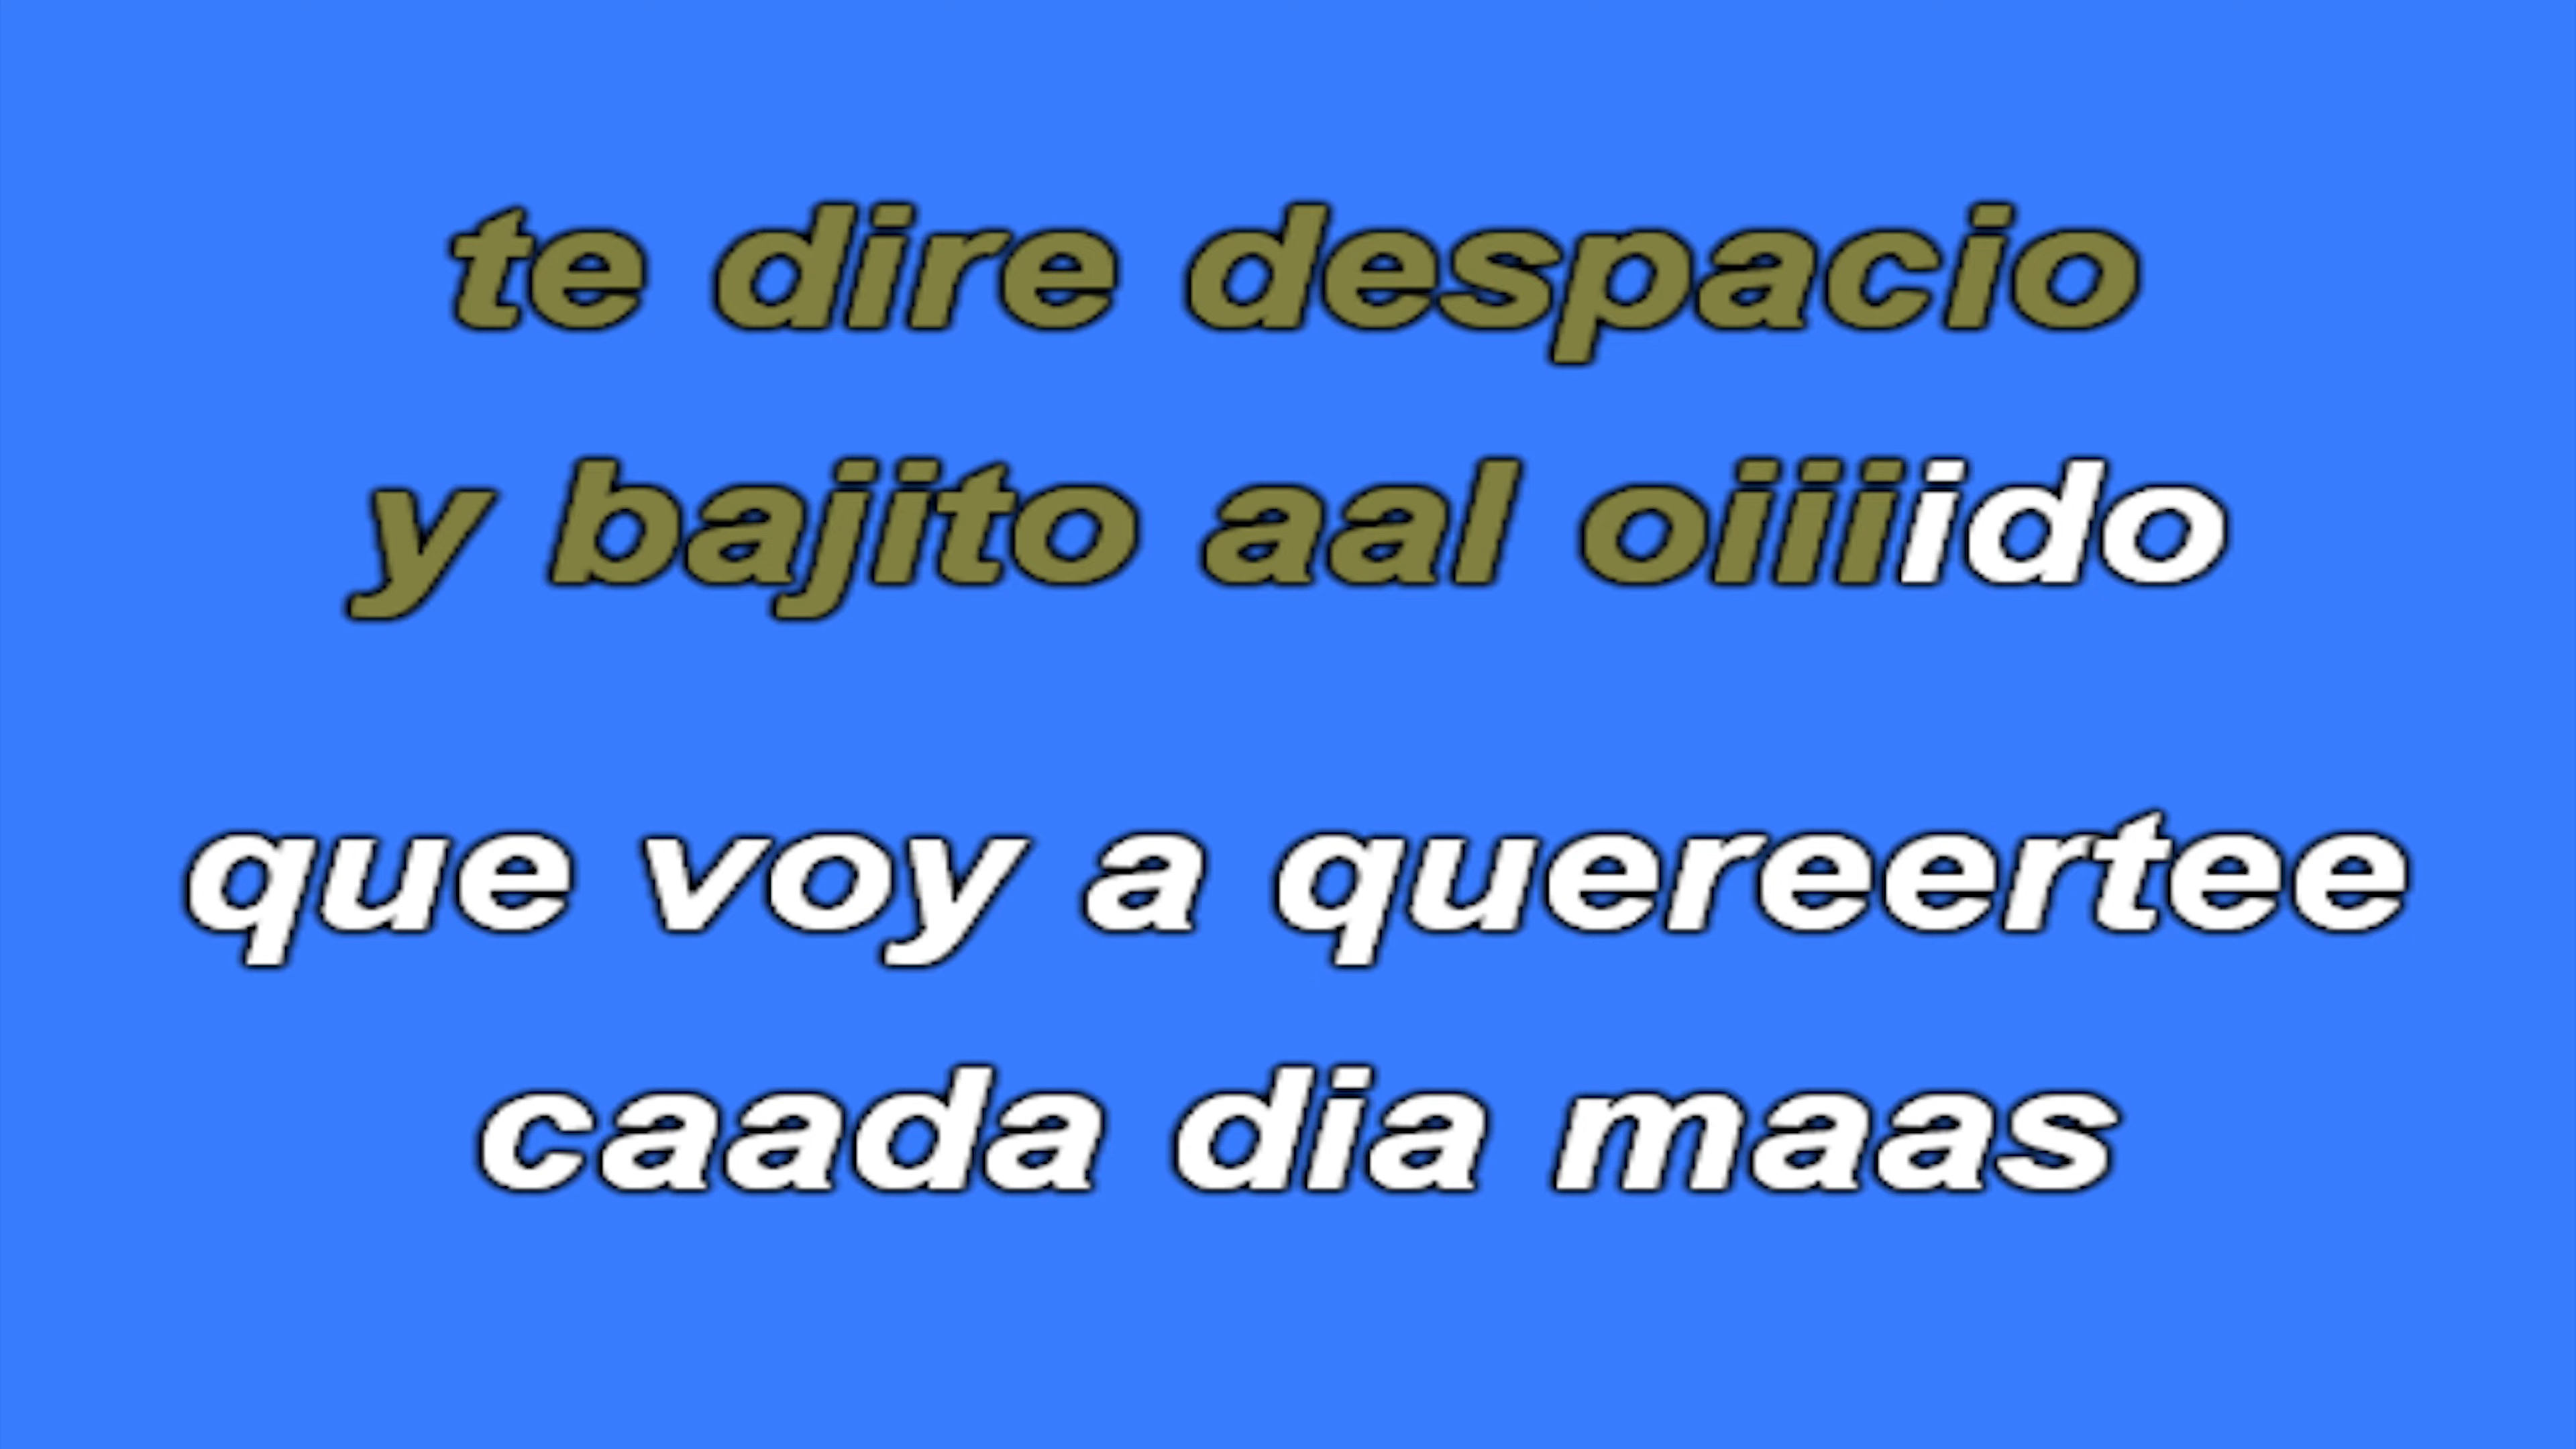 te dire despacio
y bajito aal oiiiido
que voy a quereertee
caada dia maas